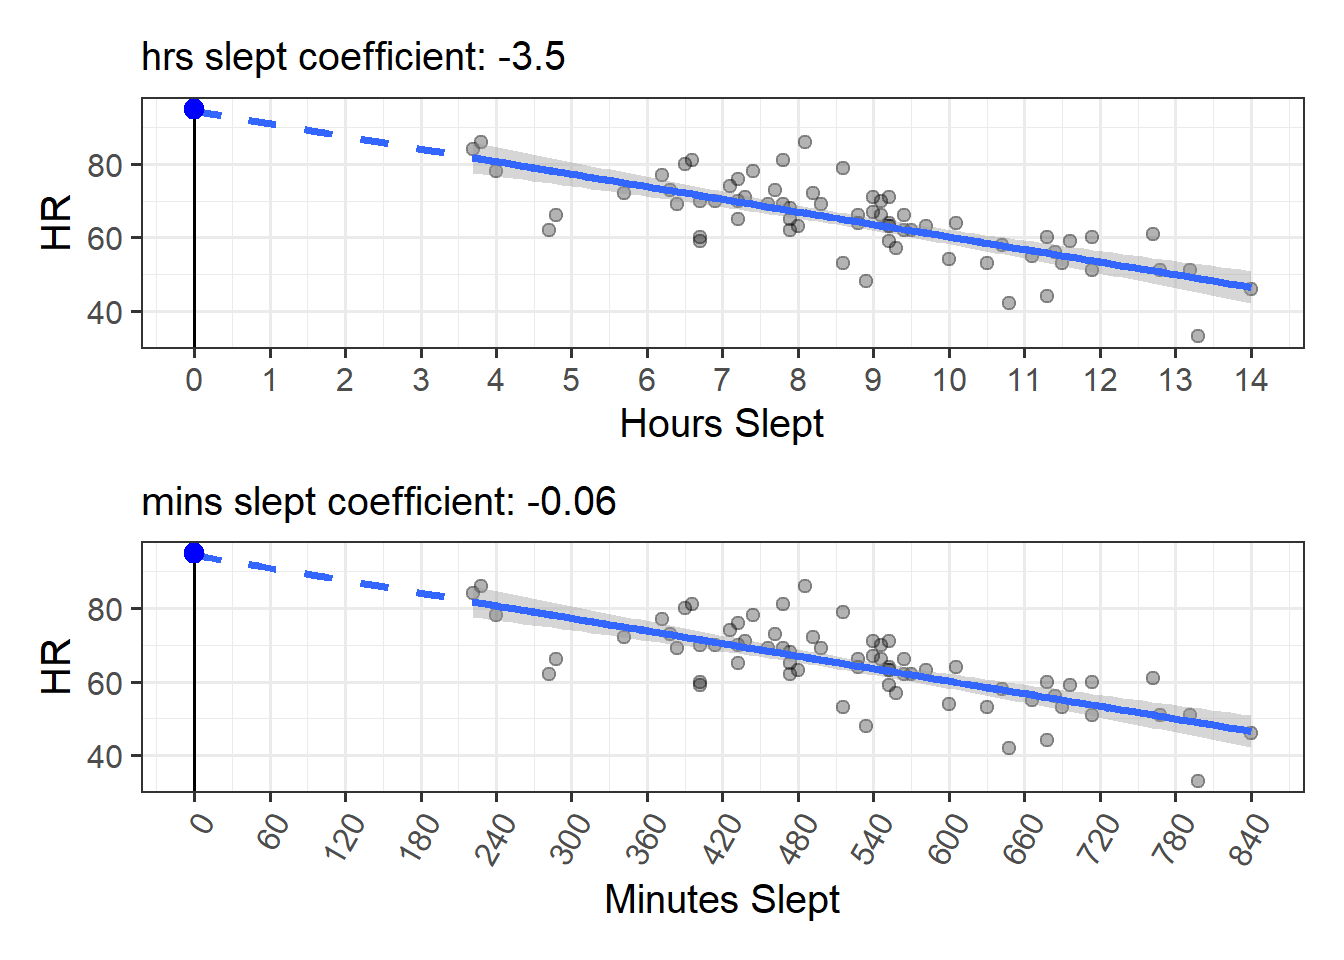 hrs slept coefficient: -3.5
HR
80
60
40
0 1 2 3 4 5 6 7 8 9 10 11 12 13 14
Hours Slept
mins slept coefficient: -0.06
HR
80
60
40
0 60 120 180 240 300 360 420 480 540 600 660 720 780 840
Minutes Slept